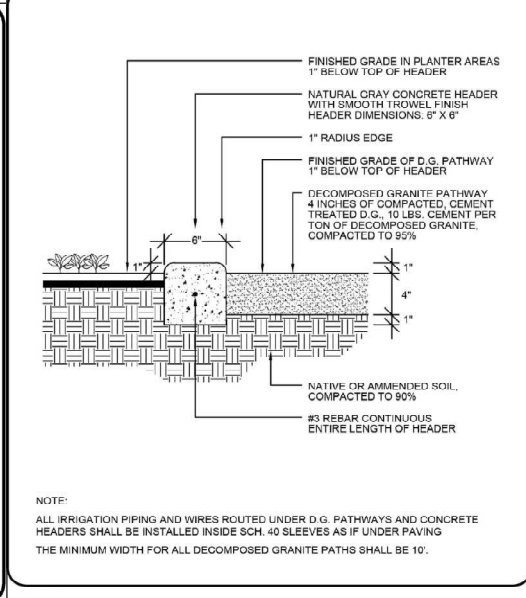 FINISHED GRADE IN PLANTER AREAS
1" BELOW TOP OF HEADER
NATURAL GRAY CONCRETE HEADER
WITH SMOOTH TROWEL FINISH
HEADER DIMENSIONS: 6" X 6"
1" RADIUS EDGE
FINISHED GRADE OF D.G. PATHWAY
1" BELOW TOP OF HEADER
DECOMPOSED GRANITE PATHWAY
4 INCHES OF COMPACTED, CEMENT
TREATED D.G., 10 LBS. CEMENT PER
TON OF DECOMPOSED GRANITE,
COMPACTED TO 95%
6"
1"
1"
4"
1"
NATIVE OR AMMENDED SOIL,
COMPACTED TO 90%
#3 REBAR CONTINUOUS
ENTIRE LENGTH OF HEADER
NOTE:
ALL IRRIGATION PIPING AND WIRES ROUTED UNDER D.G. PATHWAYS AND CONCRETE
HEADERS SHALL BE INSTALLED INSIDE SCH. 40 SLEEVES AS IF UNDER PAVING
THE MINIMUM WIDTH FOR ALL DECOMPOSED GRANITE PATHS SHALL BE 10'.